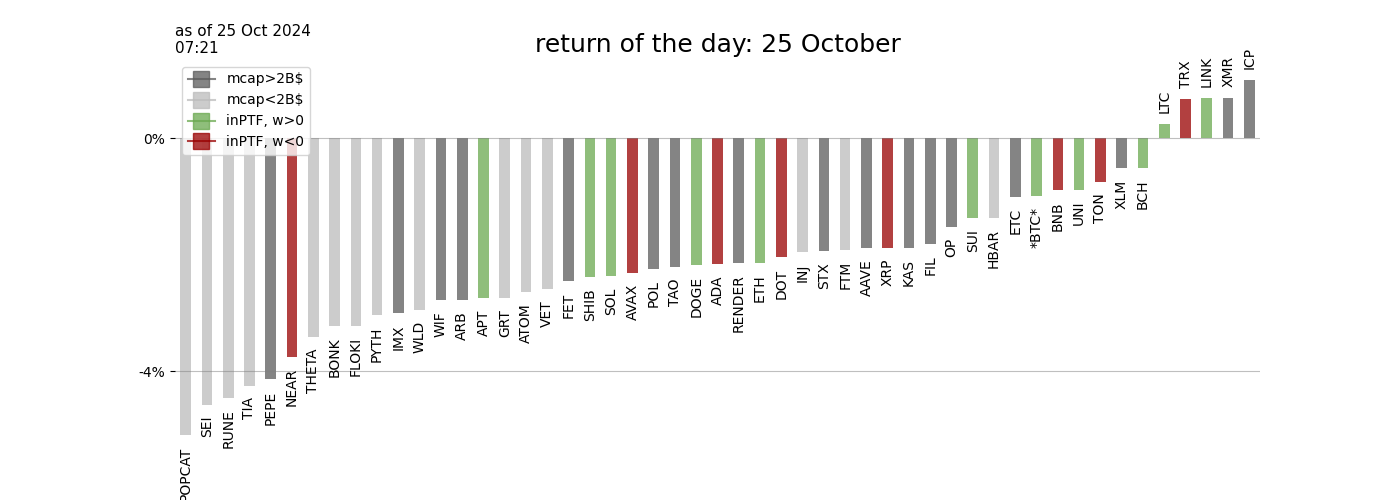 as of 25 Oct 2024
07:21
return of the day: 25 October
mcap>2B$
mcap<2B$
inPTF, w>0
inPTF, w<0
0%
-4%
POPCAT
SEI
RUNE
TIA
PEPE
NEAR
THETA
BONK
FLOKI
PYTH
IMX
WLD
WIF
ARB
APT
GRT
ATOM
VET
FET
SHIB
SOL
AVAX
POL
TAO
DOGE
ADA
RENDER
ETH
DOT
INJ
STX
FTM
AAVE
XRP
KAS
FIL
OP
SUI
HBAR
ETC
*BTC*
BNB
UNI
TON
XLM
BCH
LTC
TRX
LINK
XMR
ICP